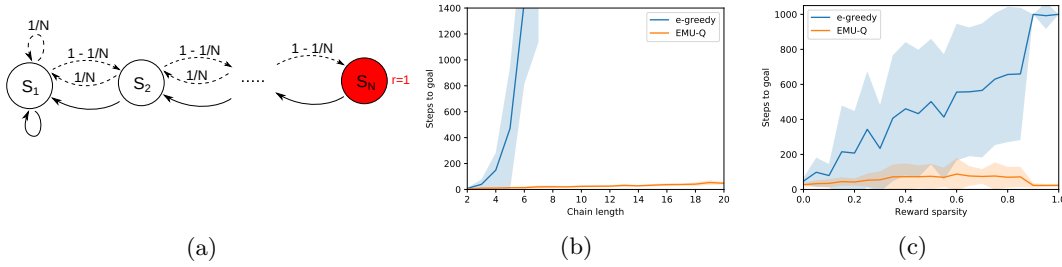 1/N
1 - 1/N
1 - 1/N
1 - 1/N
1/N
1/N
S1
S2
.....
SN
r=1
(a)
1400
1200
1000
800
600
400
200
0
Steps to goal
2 4 6 8 10 12 14 16 18 20
Chain length
e-greedy
EMU-Q
(b)
1000
800
600
400
200
0
Steps to goal
0.0 0.2 0.4 0.6 0.8 1.0
Reward sparsity
e-greedy
EMU-Q
(c)